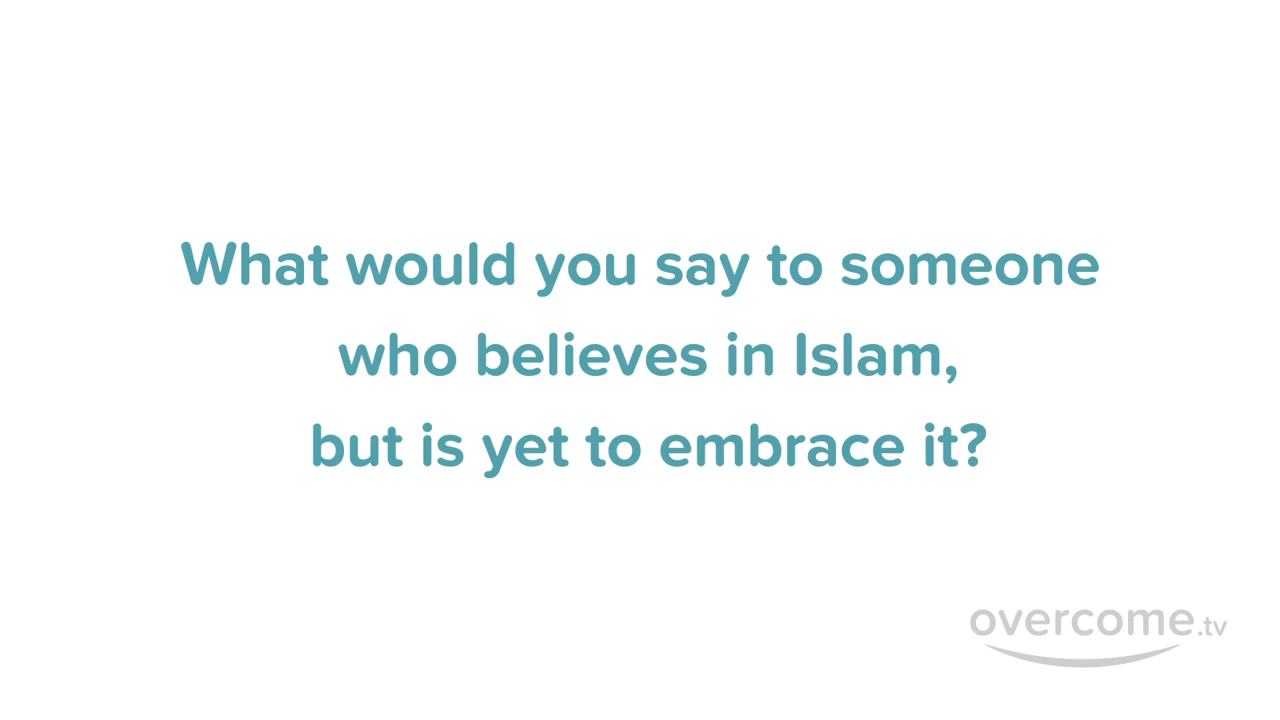 What would you say to someone
who believes in Islam,
but is yet to embrace it?
overcome.tv